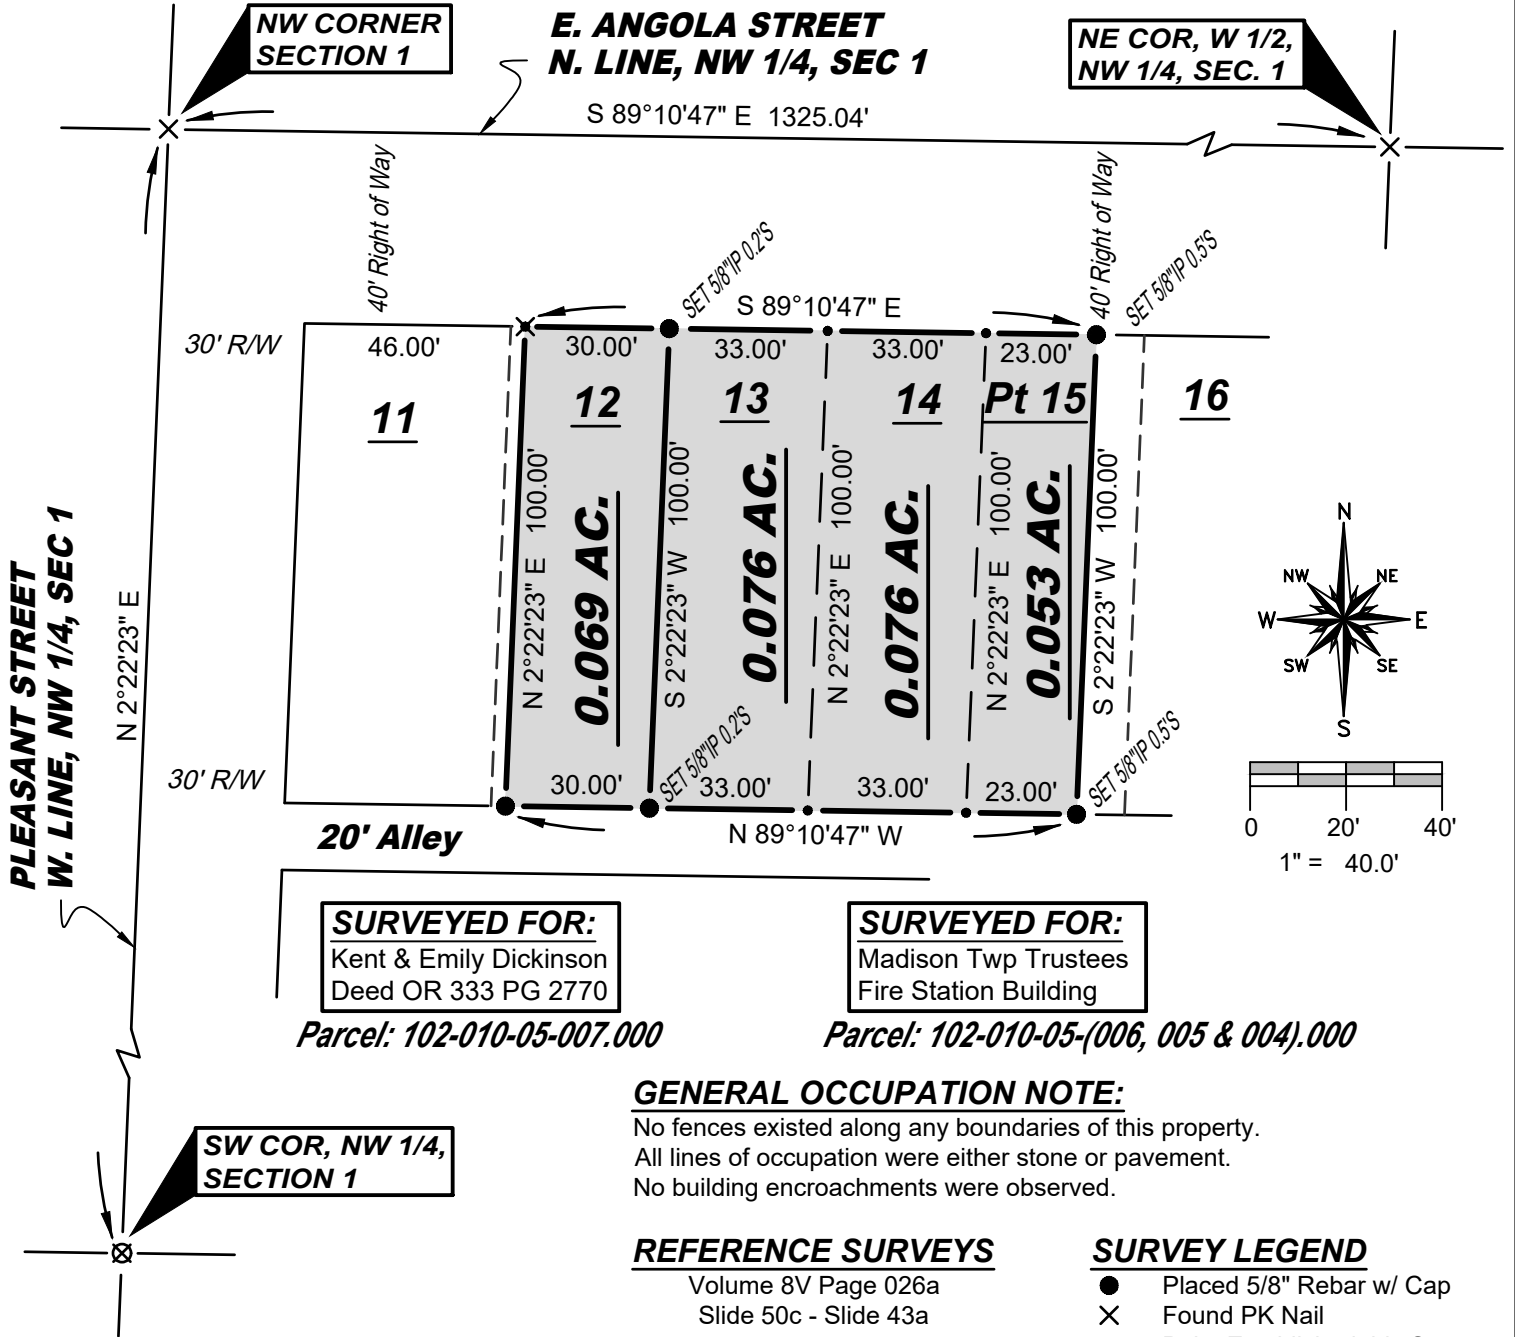 NW CORNER
SECTION 1
E. ANGOLA STREET
N. LINE, NW 1/4, SEC 1
NE COR, W 1/2,
NW 1/4, SEC. 1
S 89°10'47" E 1325.04'
40' Right of Way
40' Right of Way
SET 5/8"IP 0.2'S
SET 5/8"IP 0.5'S
S 89°10'47" E
30' R/W
46.00'
30.00'
33.00'
33.00'
23.00'
11
12
13
14
Pt 15
16
N 2°22'23" E 100.00'
0.069 AC.
S 2°22'23" W 100.00'
0.076 AC.
N 2°22'23" E 100.00'
0.076 AC.
N 2°22'23" E 100.00'
0.053 AC.
S 2°22'23" W 100.00'
PLEASANT STREET
W. LINE, NW 1/4, SEC 1
N 2°22'23" E
N
NW
NE
W
E
SW
SE
S
30' R/W
30.00'
SET 5/8"IP 0.2'S
33.00'
33.00'
23.00'
SET 5/8"IP 0.5'S
20' Alley
N 89°10'47" W
0 20' 40'
1" = 40.0'
SURVEYED FOR:
Kent & Emily Dickinson
Deed OR 333 PG 2770
Parcel: 102-010-05-007.000
SURVEYED FOR:
Madison Twp Trustees
Fire Station Building
Parcel: 102-010-05-(006, 005 & 004).000
GENERAL OCCUPATION NOTE:
No fences existed along any boundaries of this property.
All lines of occupation were either stone or pavement.
No building encroachments were observed.
SW COR, NW 1/4,
SECTION 1
REFERENCE SURVEYS
Volume 8V Page 026a
Slide 50c - Slide 43a
SURVEY LEGEND
Placed 5/8" Rebar w/ Cap
Found PK Nail